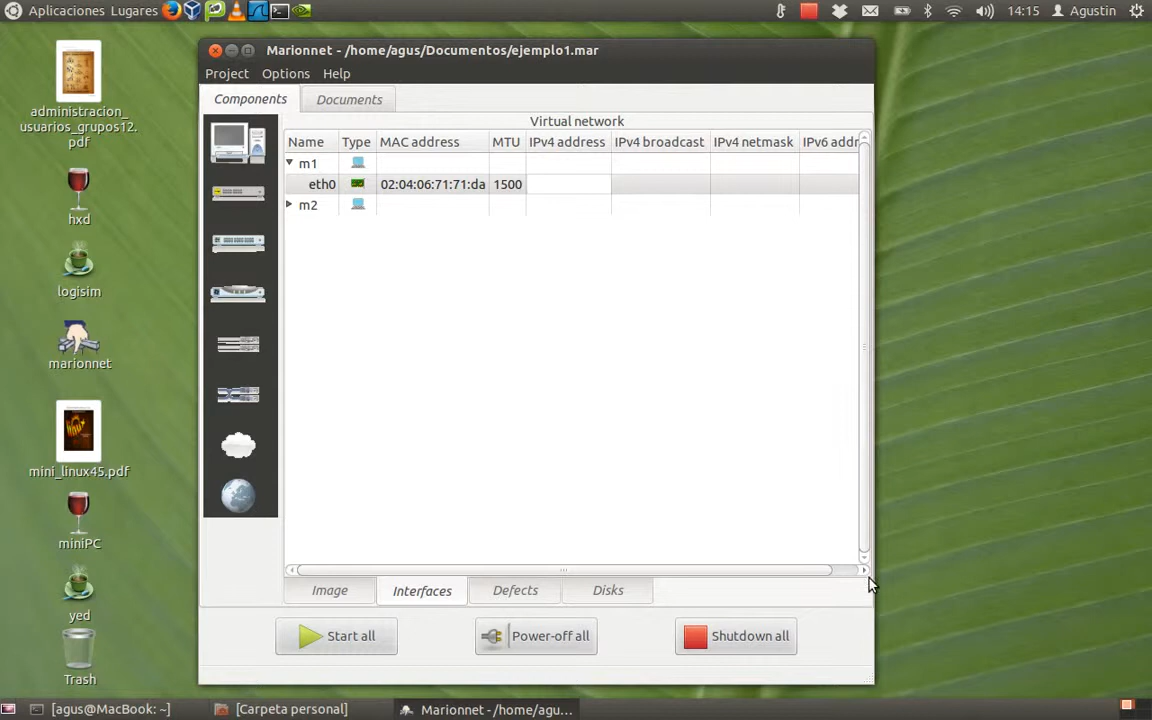 Aplicaciones Lugares
14:15 Agustin
administracion_
usuarios_grupos12.
pdf
hxd
logisim
marionnet
mini_linux45.pdf
miniPC
yed
Trash
Marionnet - /home/agus/Documentos/ejemplo1.mar
Project Options Help
Components Documents
Virtual network
Name Type MAC address MTU IPv4 address IPv4 broadcast IPv4 netmask IPv6 addr
m1
eth0 02:04:06:71:71:da 1500
m2
Image Interfaces Defects Disks
Start all Power-off all Shutdown all
[agus@MacBook: ~] [Carpeta personal] Marionnet - /home/agu...